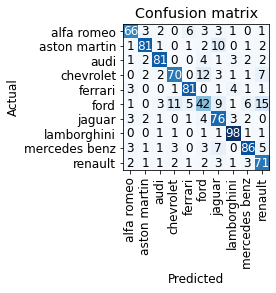 Confusion matrix
alfa romeo 66 3 2 0 6 3 3 1 0 1
aston martin 1 81 1 0 1 2 10 0 1 2
audi 1 2 81 0 0 4 1 3 2 2
chevrolet 0 2 2 70 0 12 3 1 1 7
ferrari 3 0 0 1 81 0 1 4 1 1
ford 1 0 3 11 5 42 9 1 6 15
jaguar 3 2 1 0 1 4 76 3 2 0
lamborghini 0 1 0 0 1 1 1 98 1 1
mercedes benz 3 1 1 3 0 3 7 0 86 5
renault 2 1 1 2 1 2 3 1 3 71
Actual
alfa romeo
aston martin
audi
chevrolet
ferrari
ford
jaguar
lamborghini
mercedes benz
renault
Predicted